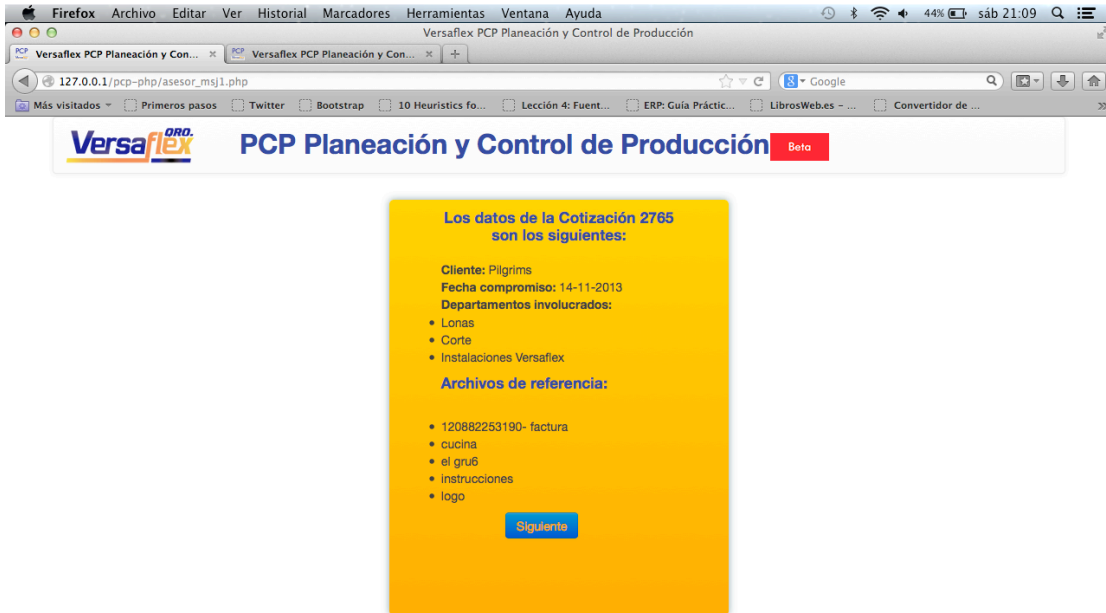 Firefox Archivo Editar Ver Historial Marcadores Herramientas Ventana Ayuda 44% sáb 21:09
Versaflex PCP Planeación y Control de Producción
PCP Versaflex PCP Planeación y Con... × PCP Versaflex PCP Planeación y Con... × +
127.0.0.1/pcp-php/asesor_msj1.php 8 Google
Más visitados Primeros pasos Twitter Bootstrap 10 Heuristics fo... Lección 4: Fuent... ERP: Guía Práctic... LibrosWeb.es – ... Convertidor de ...
Versaflex ORO. PCP Planeación y Control de Producción Beta
Los datos de la Cotización 2765
son los siguientes:
Cliente: Pilgrims
Fecha compromiso: 14-11-2013
Departamentos involucrados:
• Lonas
• Corte
• Instalaciones Versaflex
Archivos de referencia:
• 120882253190- factura
• cucina
• el gru6
• instrucciones
• logo
Siguiente